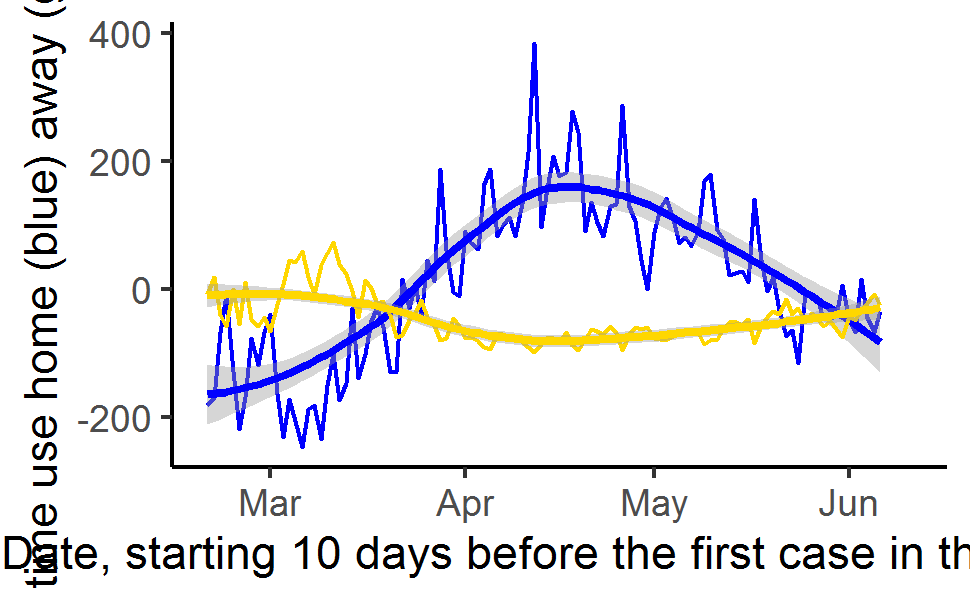 time use home (blue) away (
400
200
0
-200
Mar Apr May Jun
Date, starting 10 days before the first case in th